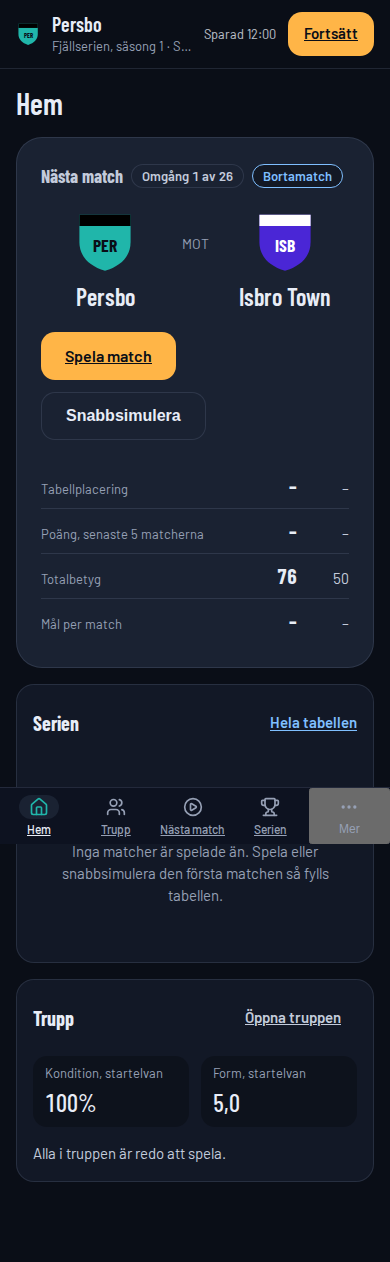 PER
Persbo
Fjällserien, säsong 1 · S...
Sparad 12:00
Fortsätt
Hem
Nästa match
Omgång 1 av 26
Bortamatch
PER
MOT
ISB
Persbo
Isbro Town
Spela match
Snabbsimulera
Tabellplacering - -
Poäng, senaste 5 matcherna - -
Totalbetyg 76 50
Mål per match - -
Serien
Hela tabellen
Hem
Trupp
Nästa match
Serien
Mer
Inga matcher är spelade än. Spela eller
snabbsimulera den första matchen så fylls
tabellen.
Trupp
Öppna truppen
Kondition, startelvan
100%
Form, startelvan
5,0
Alla i truppen är redo att spela.